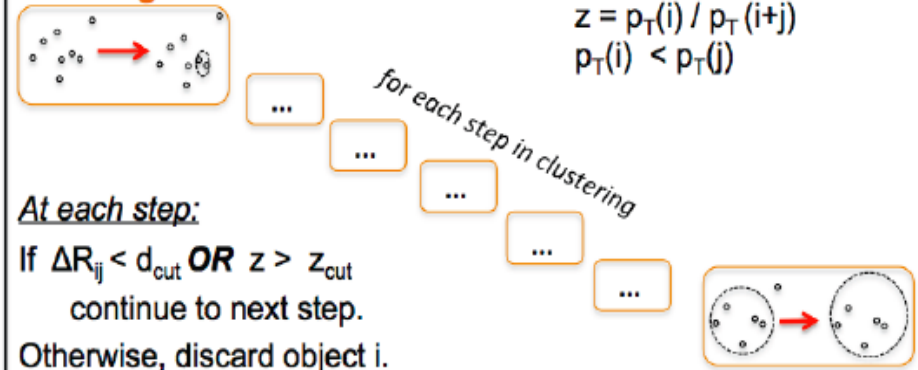 z = p_T(i) / p_T (i+j)
p_T(i) < p_T(j)
...
for each step in clustering
...
...
...
...
At each step:
If ΔR_ij < d_cut OR z > z_cut
continue to next step.
Otherwise, discard object i.